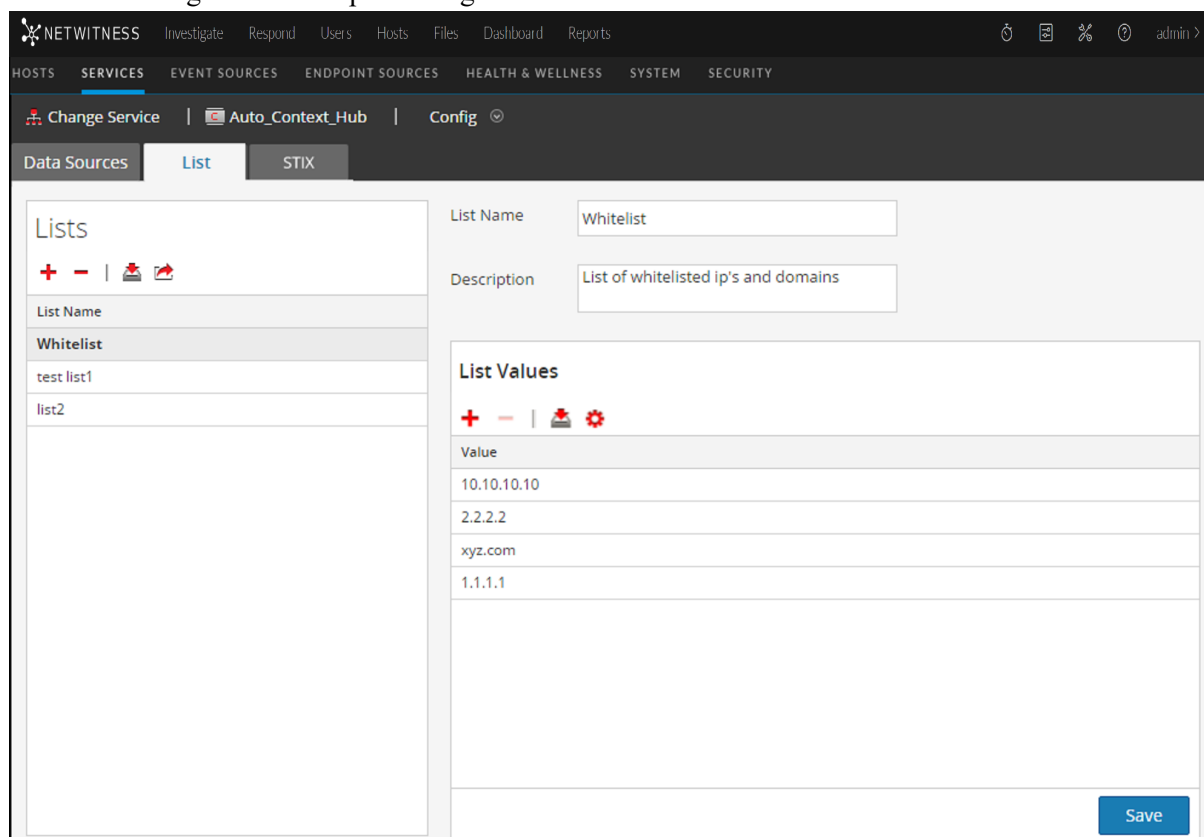 NETWITNESS Investigate Respond Users Hosts Files Dashboard Reports admin >
HOSTS SERVICES EVENT SOURCES ENDPOINT SOURCES HEALTH & WELLNESS SYSTEM SECURITY
Change Service | Auto_Context_Hub | Config
Data Sources List STIX
Lists
List Name
Whitelist
test list1
list2
List Name Whitelist
Description List of whitelisted ip's and domains
List Values
Value
10.10.10.10
2.2.2.2
xyz.com
1.1.1.1
Save